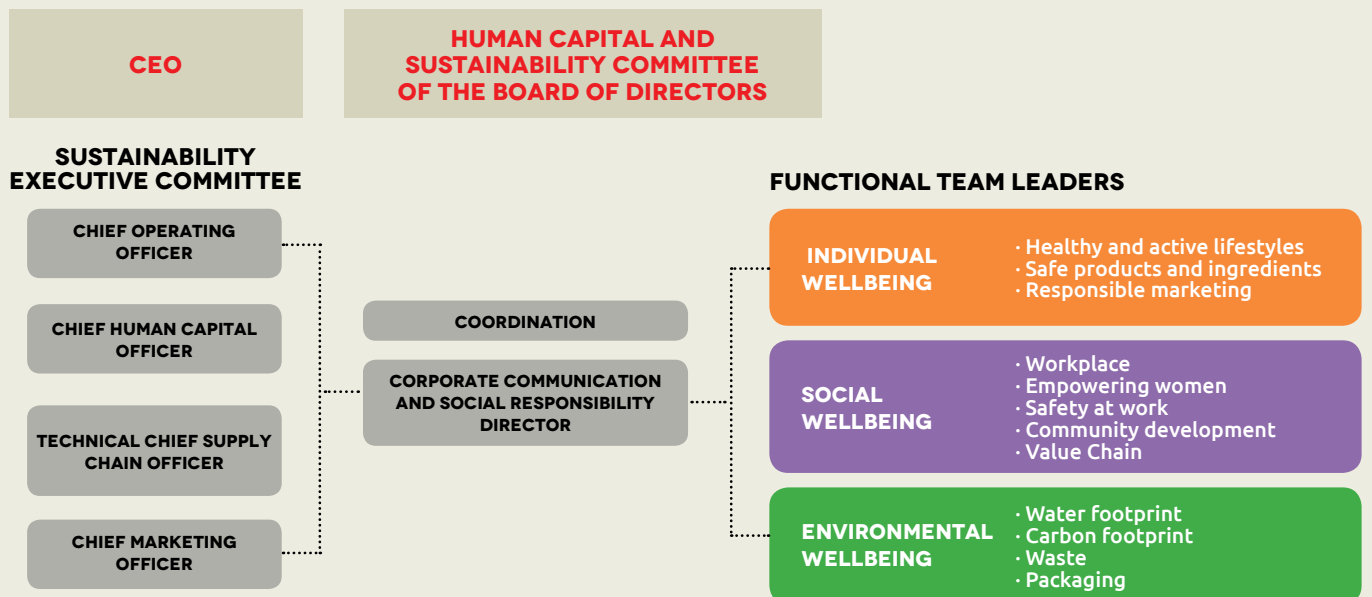 CEO
HUMAN CAPITAL AND
SUSTAINABILITY COMMITTEE
OF THE BOARD OF DIRECTORS
SUSTAINABILITY
EXECUTIVE COMMITTEE
CHIEF OPERATING
OFFICER
CHIEF HUMAN CAPITAL
OFFICER
TECHNICAL CHIEF SUPPLY
CHAIN OFFICER
CHIEF MARKETING
OFFICER
COORDINATION
CORPORATE COMMUNICATION
AND SOCIAL RESPONSIBILITY
DIRECTOR
FUNCTIONAL TEAM LEADERS
INDIVIDUAL
WELLBEING
· Healthy and active lifestyles
· Safe products and ingredients
· Responsible marketing
SOCIAL
WELLBEING
· Workplace
· Empowering women
· Safety at work
· Community development
· Value Chain
ENVIRONMENTAL
WELLBEING
· Water footprint
· Carbon footprint
· Waste
· Packaging